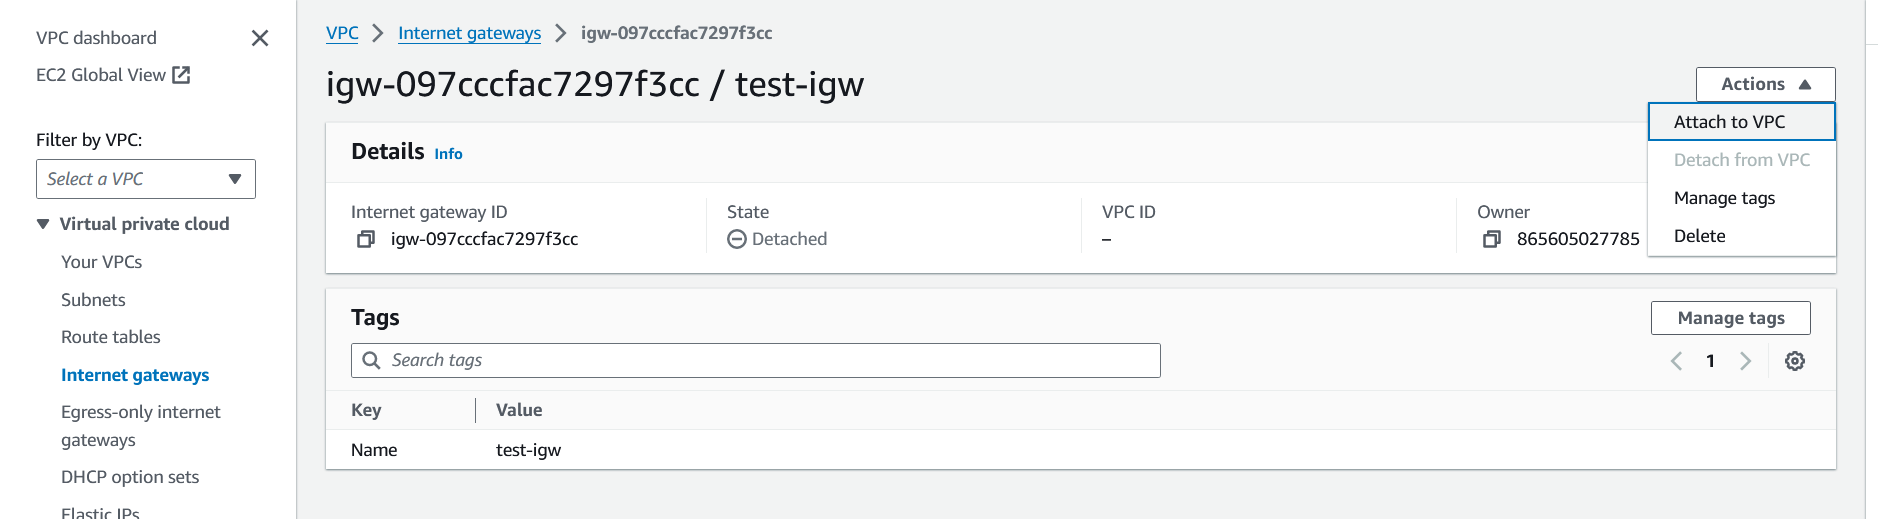 VPC dashboard
EC2 Global View
Filter by VPC:
Select a VPC
Virtual private cloud
Your VPCs
Subnets
Route tables
Internet gateways
Egress-only internet
gateways
DHCP option sets
Elastic IPs
VPC Internet gateways igw-097cccfac7297f3cc
igw-097cccfac7297f3cc / test-igw
Actions
Attach to VPC
Detach from VPC
Manage tags
Delete
Details Info
Internet gateway ID
igw-097cccfac7297f3cc
State
Detached
VPC ID
–
Owner
865605027785
Tags
Manage tags
Search tags
1
Key Value
Name test-igw